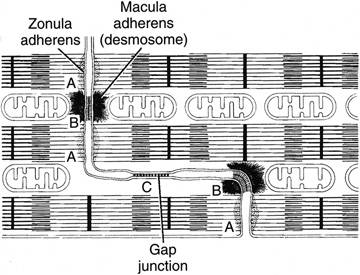 Zonula
adherens
Macula
adherens
(desmosome)
A
B
A
C
B
A
Gap
junction